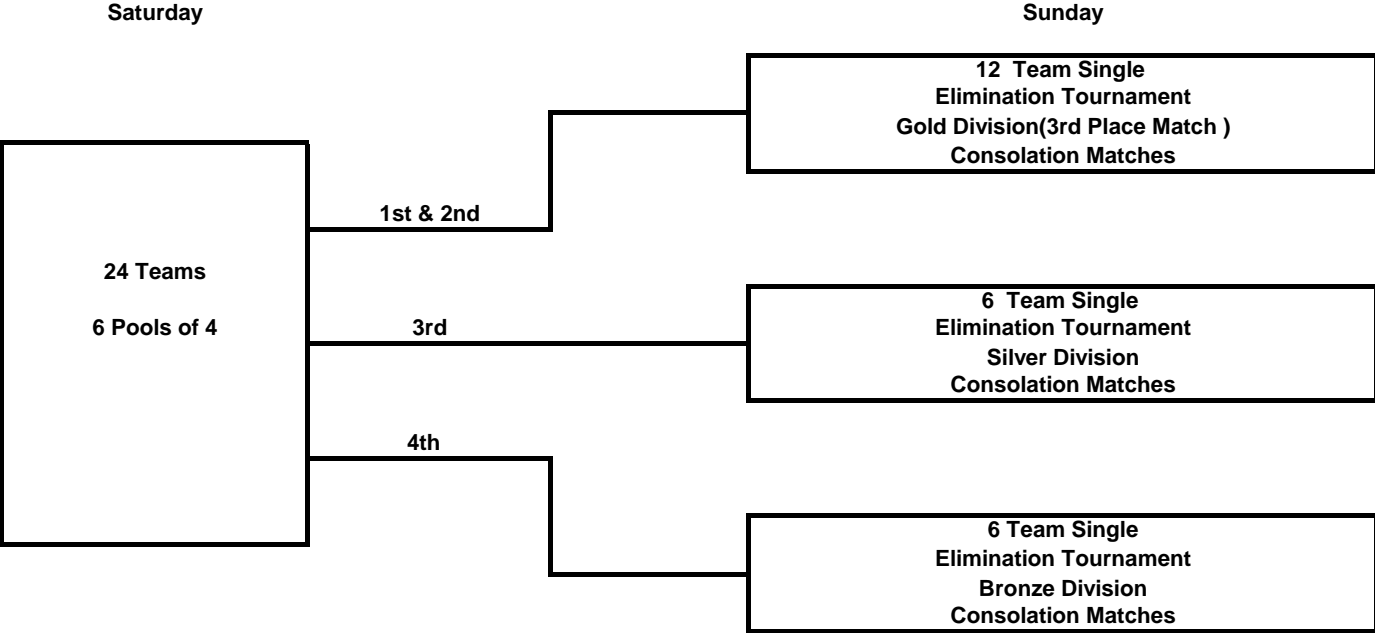 Saturday
Sunday
12 Team Single
Elimination Tournament
Gold Division(3rd Place Match )
Consolation Matches
1st & 2nd
24 Teams
6 Pools of 4
3rd
6 Team Single
Elimination Tournament
Silver Division
Consolation Matches
4th
6 Team Single
Elimination Tournament
Bronze Division
Consolation Matches